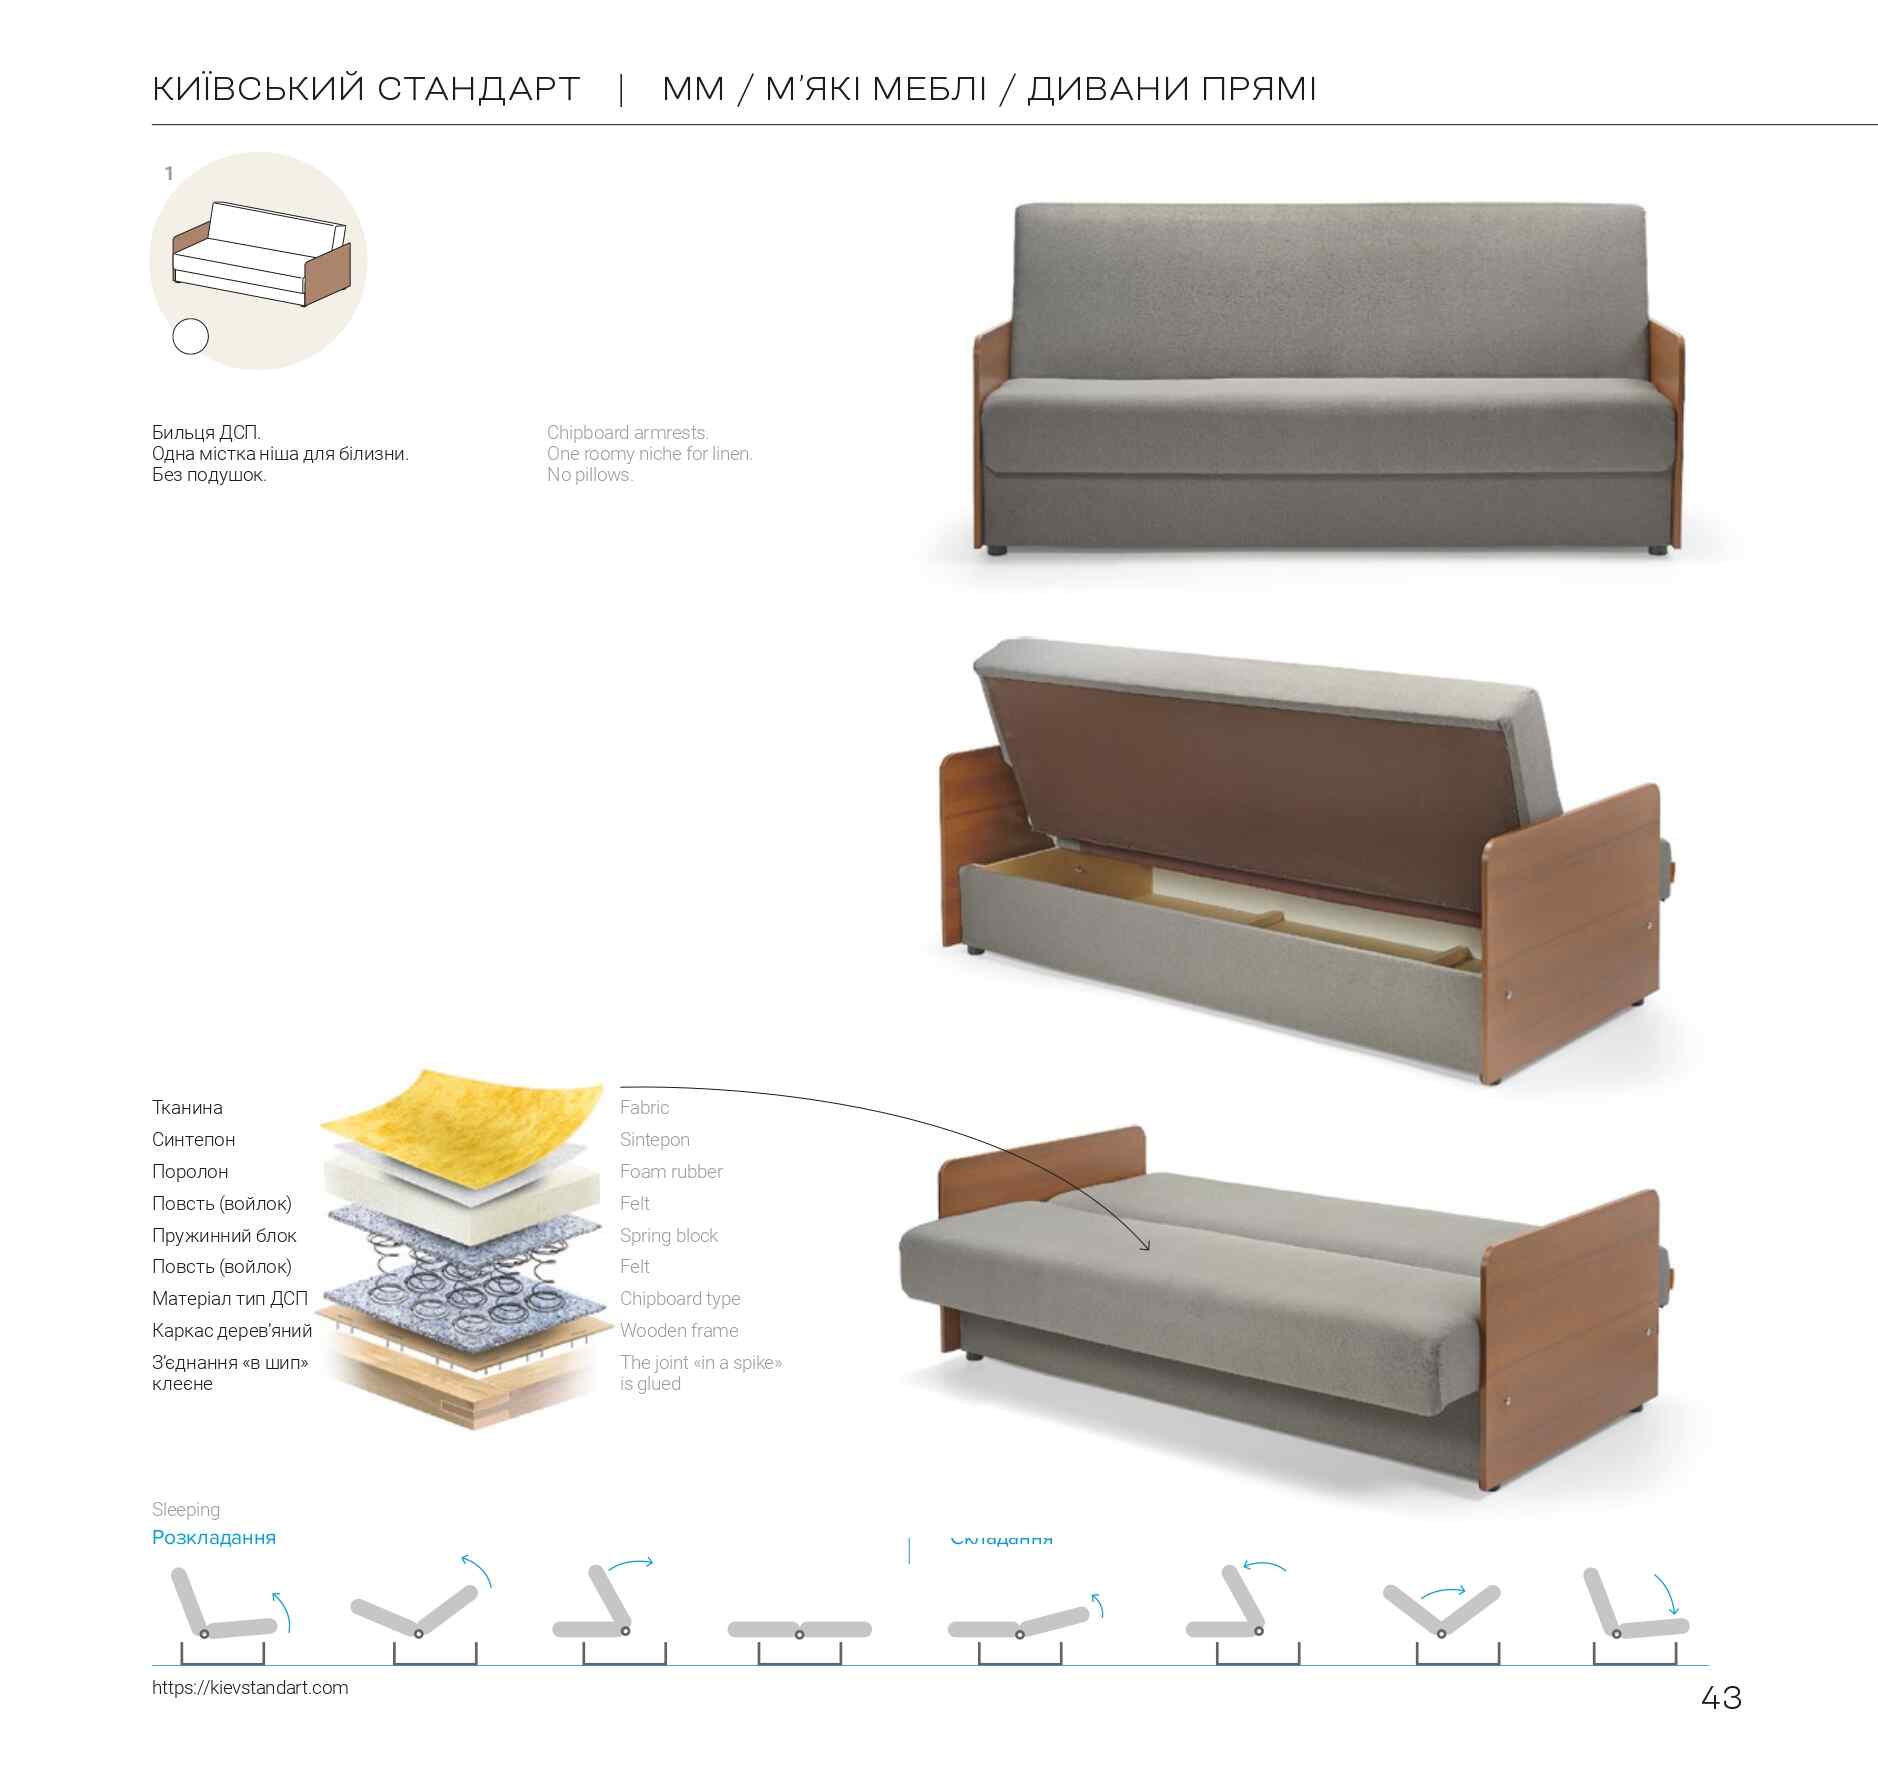 КИЇВСЬКИЙ СТАНДАРТ | ММ / М’ЯКІ МЕБЛІ / ДИВАНИ ПРЯМІ
1
Бильця ДСП.
Одна містка ніша для білизни.
Без подушок.
Chipboard armrests.
One roomy niche for linen.
No pillows.
Тканина
Синтепон
Поролон
Повсть (войлок)
Пружинний блок
Повсть (войлок)
Матеріал тип ДСП
Каркас дерев’яний
З’єднання «в шип»
клеєне
Fabric
Sintepon
Foam rubber
Felt
Spring block
Felt
Chipboard type
Wooden frame
The joint «in a spike»
is glued
Sleeping
Розкладання
Складання
https://kievstandart.com
43